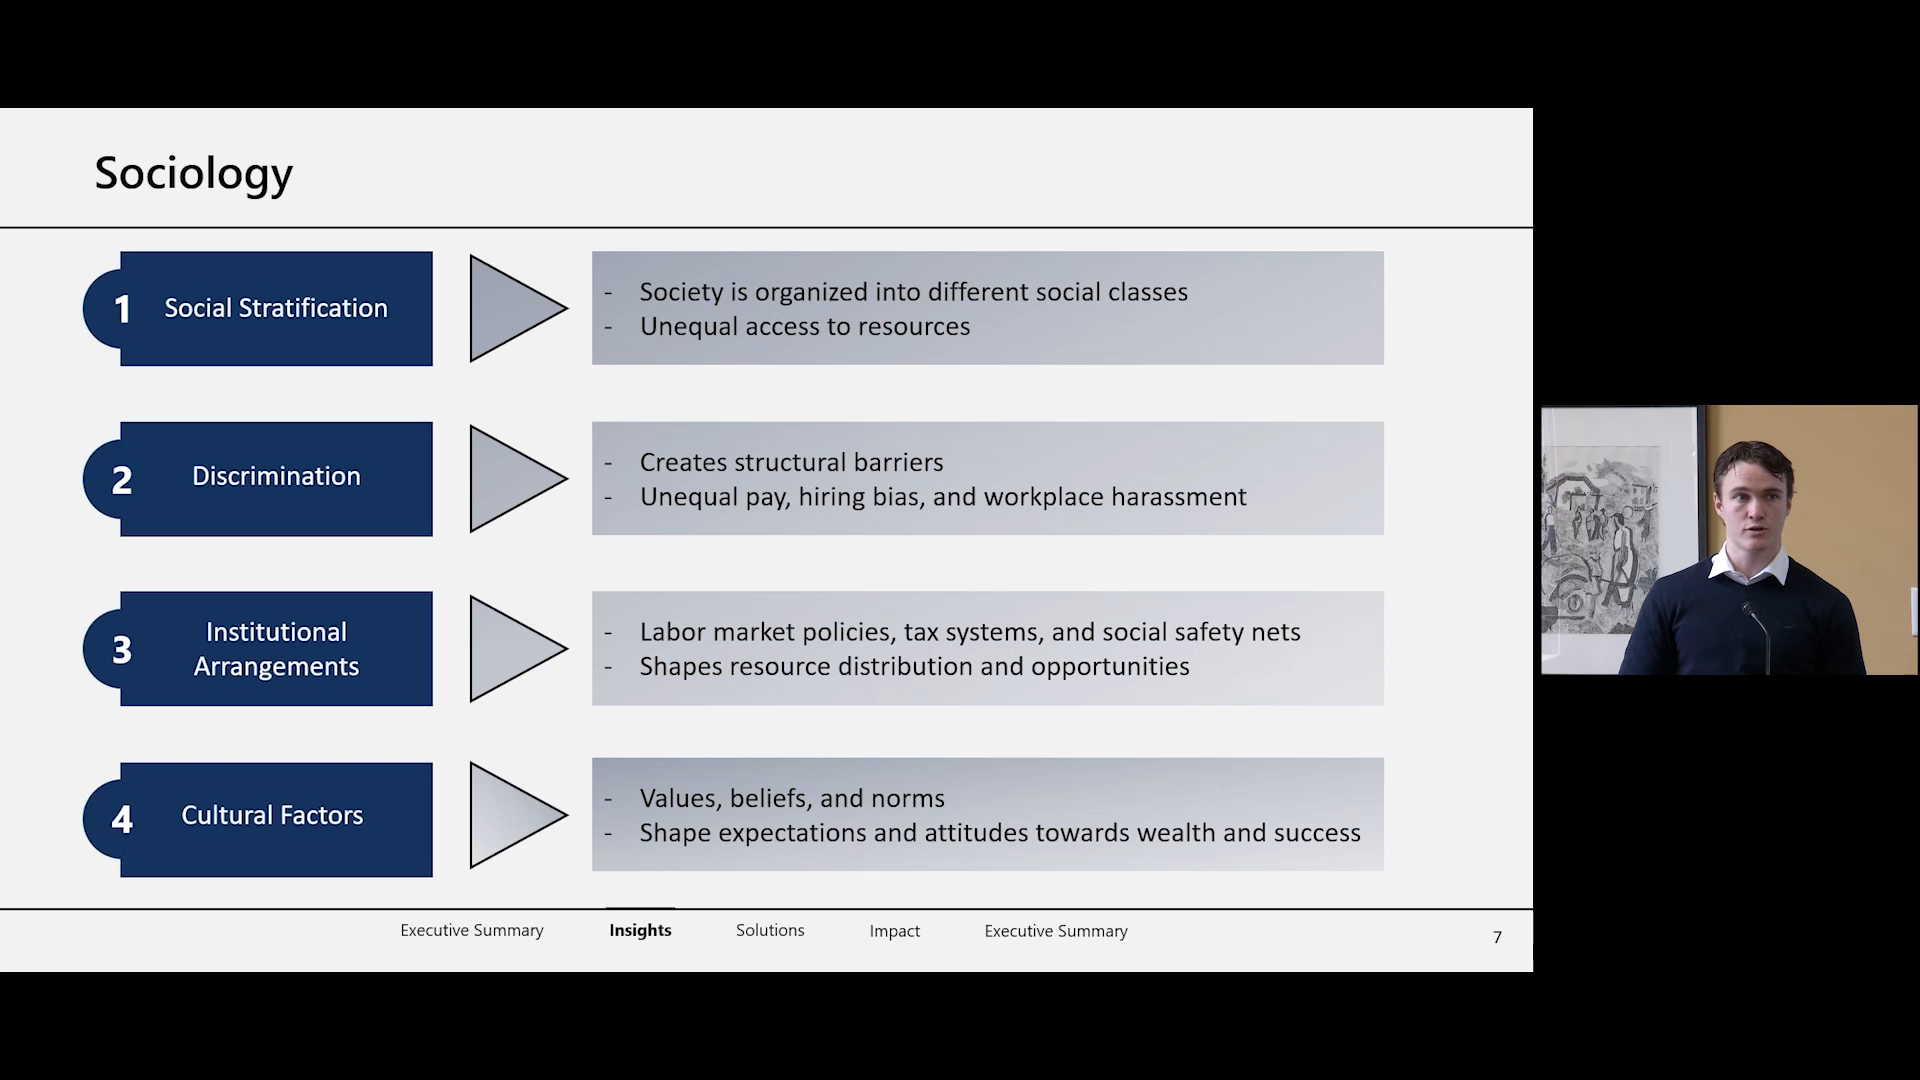 Sociology
1
Social Stratification
- Society is organized into different social classes
- Unequal access to resources
2
Discrimination
- Creates structural barriers
- Unequal pay, hiring bias, and workplace harassment
3
Institutional
Arrangements
- Labor market policies, tax systems, and social safety nets
- Shapes resource distribution and opportunities
4
Cultural Factors
- Values, beliefs, and norms
- Shape expectations and attitudes towards wealth and success
Executive Summary
Insights
Solutions
Impact
Executive Summary
7